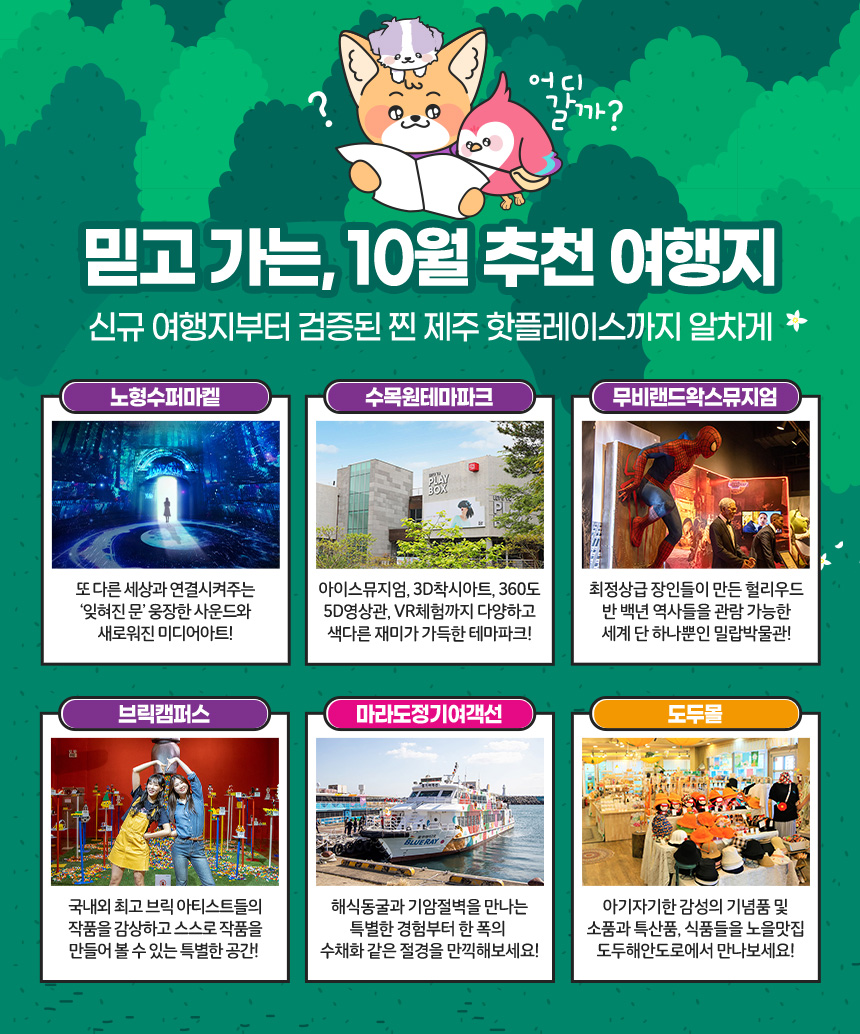 ?
어디
갈까?
믿고 가는, 10월 추천 여행지
신규 여행지부터 검증된 찐 제주 핫플레이스까지 알차게
노형수퍼마켙
또 다른 세상과 연결시켜주는
‘잊혀진 문’ 웅장한 사운드와
새로워진 미디어아트!
수목원테마파크
PLAY
BOX
아이스뮤지엄, 3D착시아트, 360도
5D영상관, VR체험까지 다양하고
색다른 재미가 가득한 테마파크!
무비랜드왁스뮤지엄
최정상급 장인들이 만든 헐리우드
반 백년 역사들을 관람 가능한
세계 단 하나뿐인 밀랍박물관!
브릭캠퍼스
국내외 최고 브릭 아티스트들의
작품을 감상하고 스스로 작품을
만들어 볼 수 있는 특별한 공간!
마라도정기여객선
BLUERAY
해식동굴과 기암절벽을 만나는
특별한 경험부터 한 폭의
수채화 같은 절경을 만끽해보세요!
도두몰
아기자기한 감성의 기념품 및
소품과 특산품, 식품들을 노을맛집
도두해안도로에서 만나보세요!